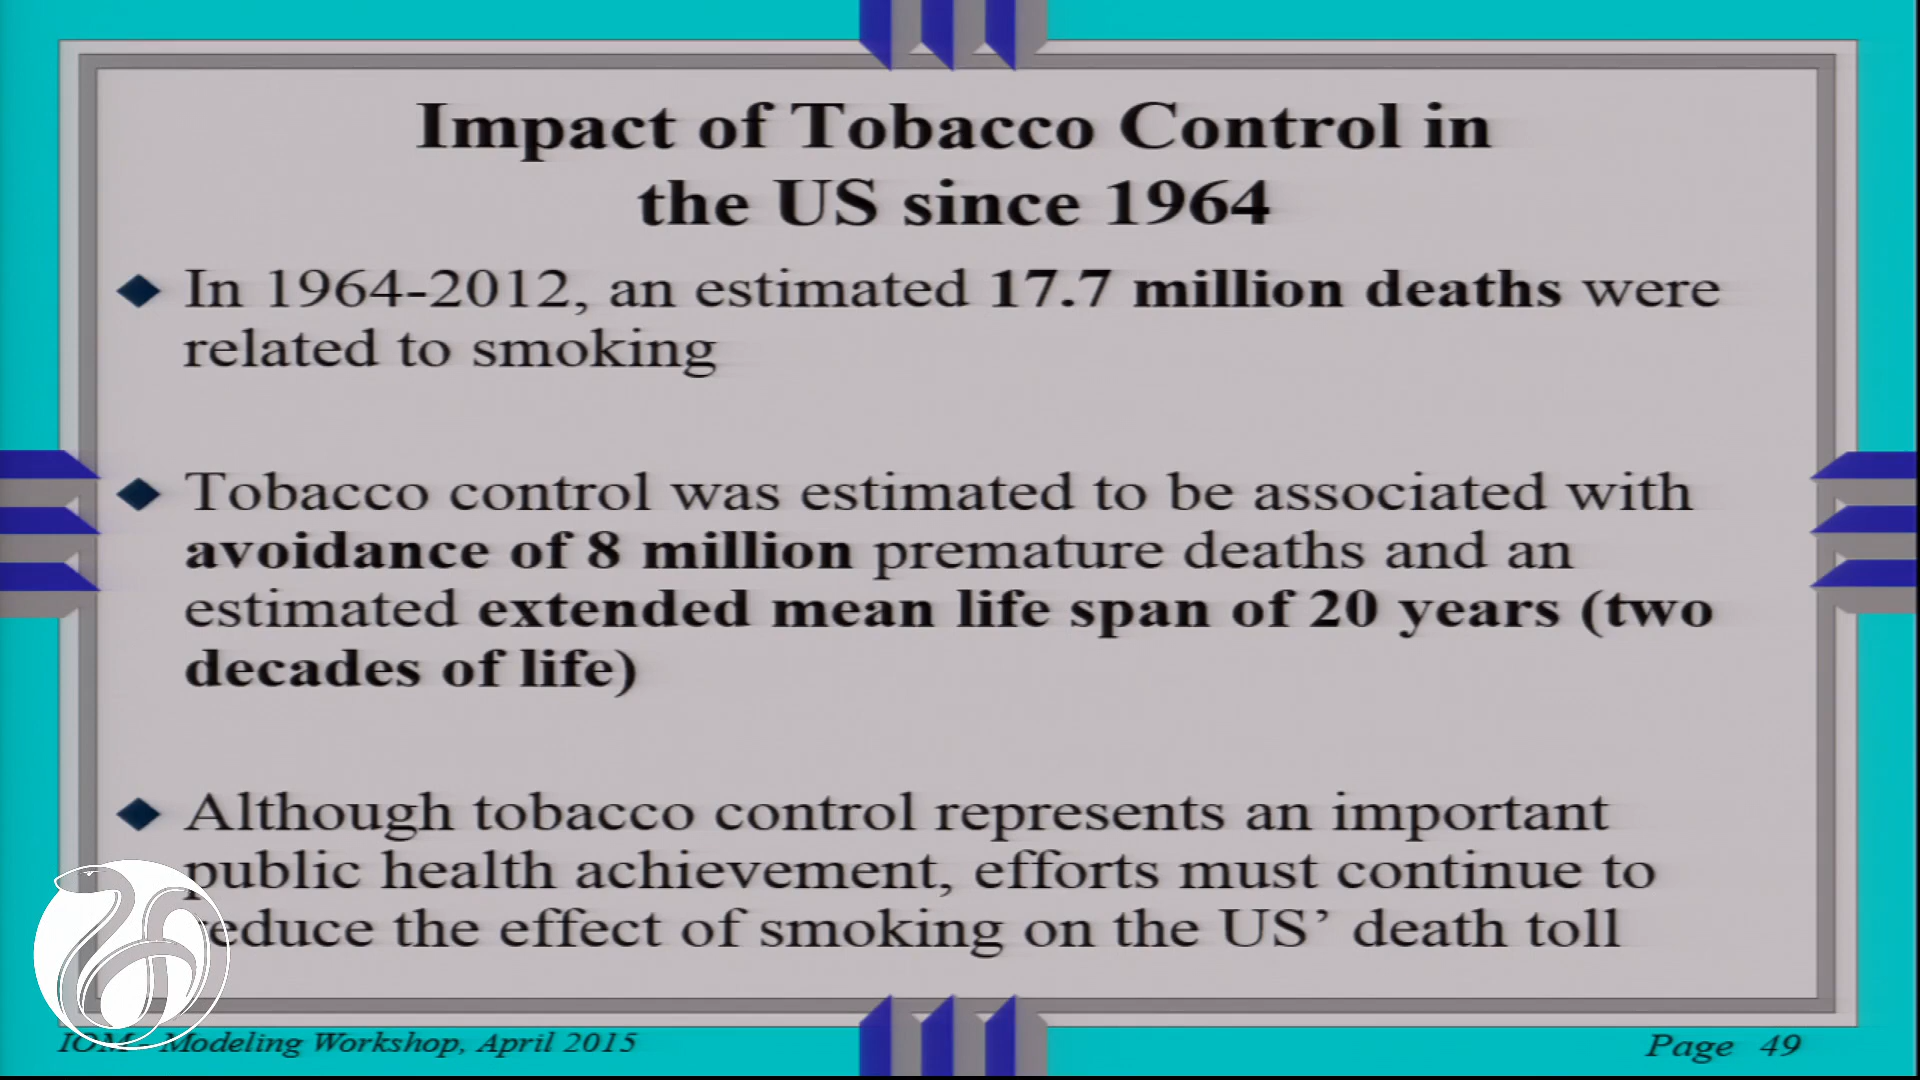 Impact of Tobacco Control in
the US since 1964
In 1964-2012, an estimated 17.7 million deaths were
related to smoking
Tobacco control was estimated to be associated with
avoidance of 8 million premature deaths and an
estimated extended mean life span of 20 years (two
decades of life)
Although tobacco control represents an important
public health achievement, efforts must continue to
reduce the effect of smoking on the US’ death toll
IOM - Modeling Workshop, April 2015
Page 49